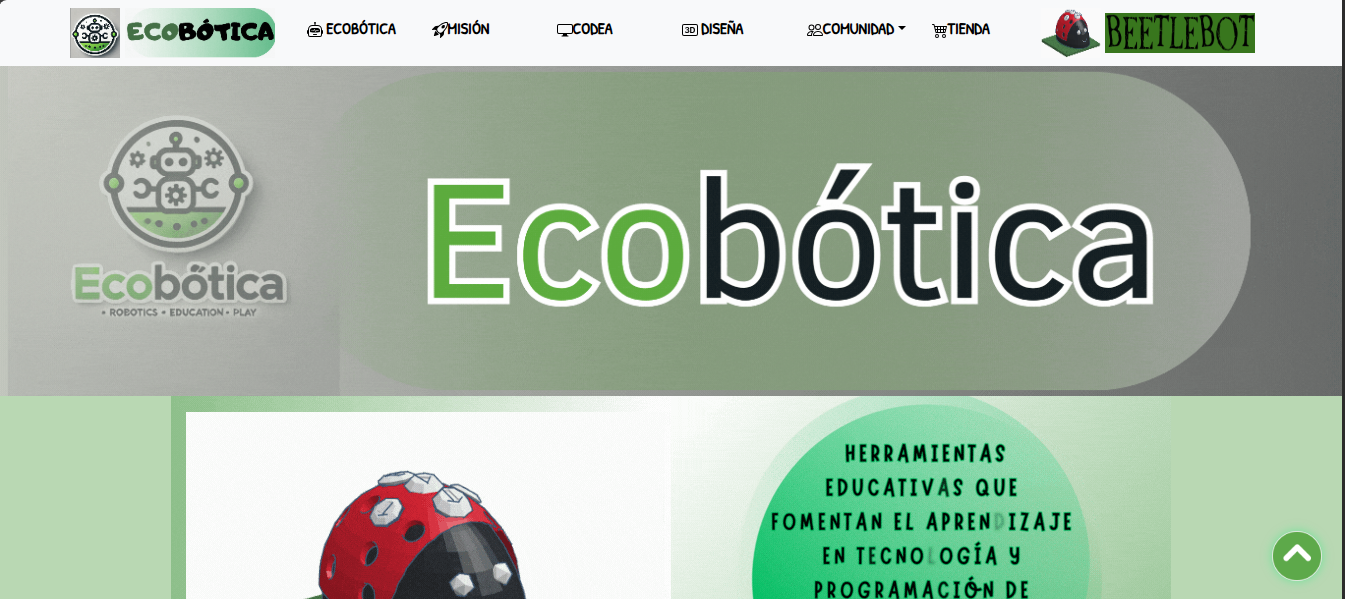 ECOBÓTICA
ECOBÓTICA
MISIÓN
CODEA
3D DISEÑA
COMUNIDAD
TIENDA
BEETLEBOT
Ecobótica
• ROBOTICS • EDUCATION • PLAY
Ecobótica
HERRAMIENTAS
EDUCATIVAS QUE
FOMENTAN EL APRENDIZAJE
EN TECNOLOGÍA Y
PROGRAMACIÓN DE